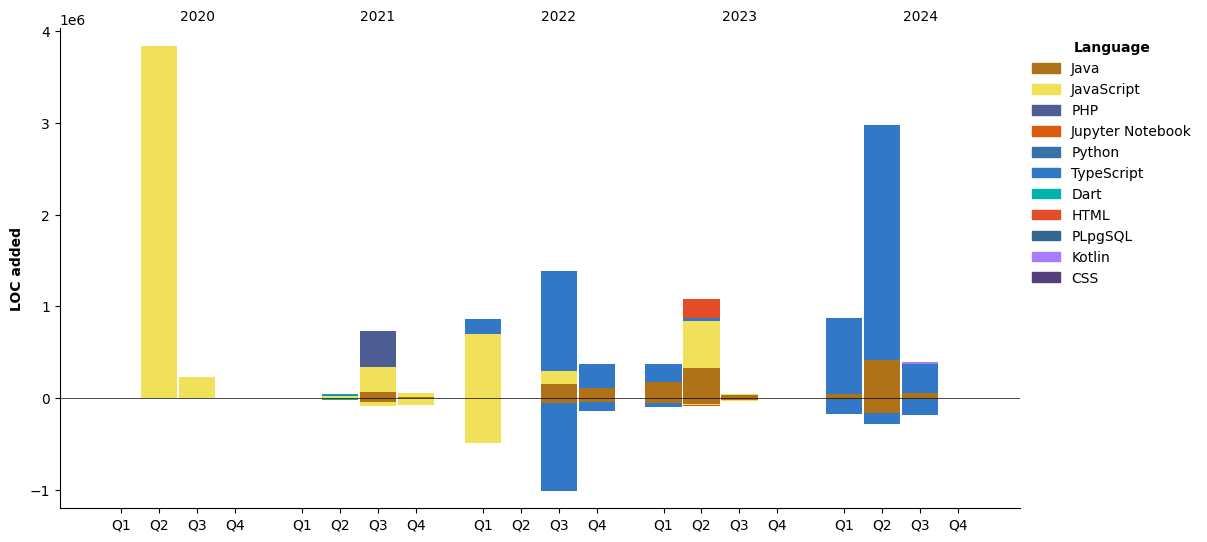 2020 2021 2022 2023 2024
1e6
4
3
2
1
0
−1
LOC added
Q1 Q2 Q3 Q4 Q1 Q2 Q3 Q4 Q1 Q2 Q3 Q4 Q1 Q2 Q3 Q4 Q1 Q2 Q3 Q4
Language
Java
JavaScript
PHP
Jupyter Notebook
Python
TypeScript
Dart
HTML
PLpgSQL
Kotlin
CSS